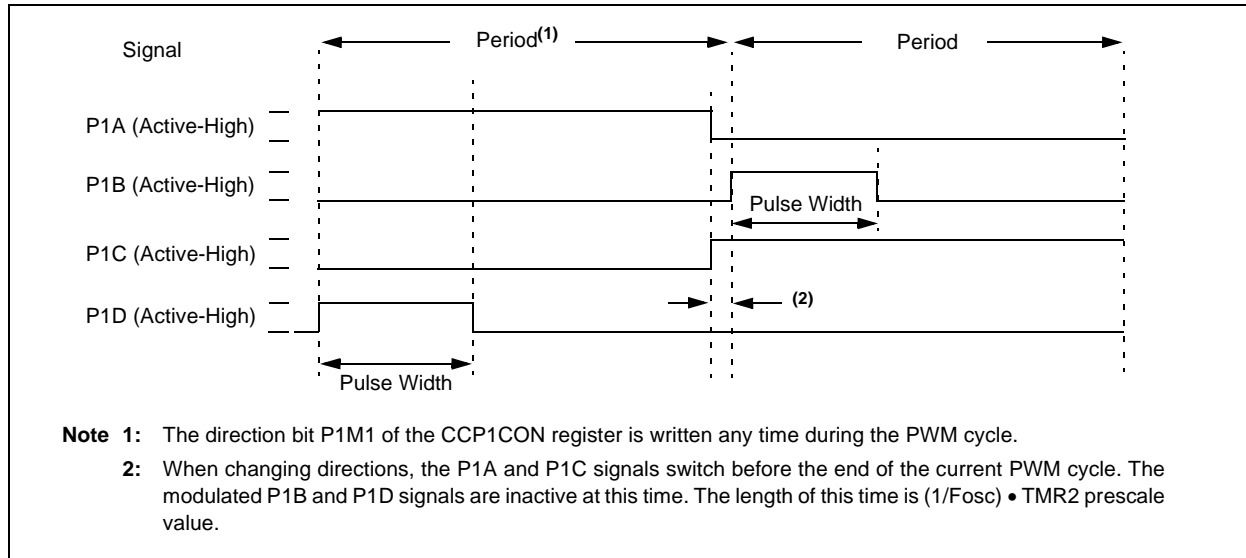 Signal
Period(1)
Period
P1A (Active-High)
P1B (Active-High)
Pulse Width
P1C (Active-High)
(2)
P1D (Active-High)
Pulse Width
Note 1: The direction bit P1M1 of the CCP1CON register is written any time during the PWM cycle.
2: When changing directions, the P1A and P1C signals switch before the end of the current PWM cycle. The
modulated P1B and P1D signals are inactive at this time. The length of this time is (1/Fosc) • TMR2 prescale
value.